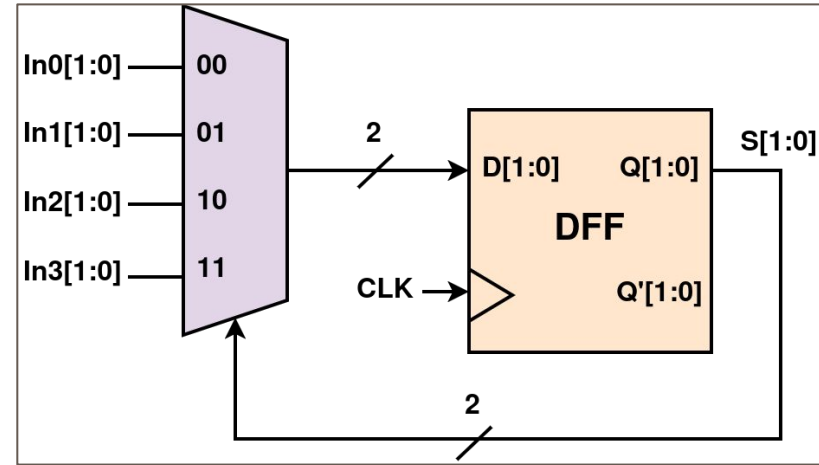 In0[1:0]
00
In1[1:0]
01
In2[1:0]
10
In3[1:0]
11
2
D[1:0]
Q[1:0]
S[1:0]
DFF
CLK
Q'[1:0]
2